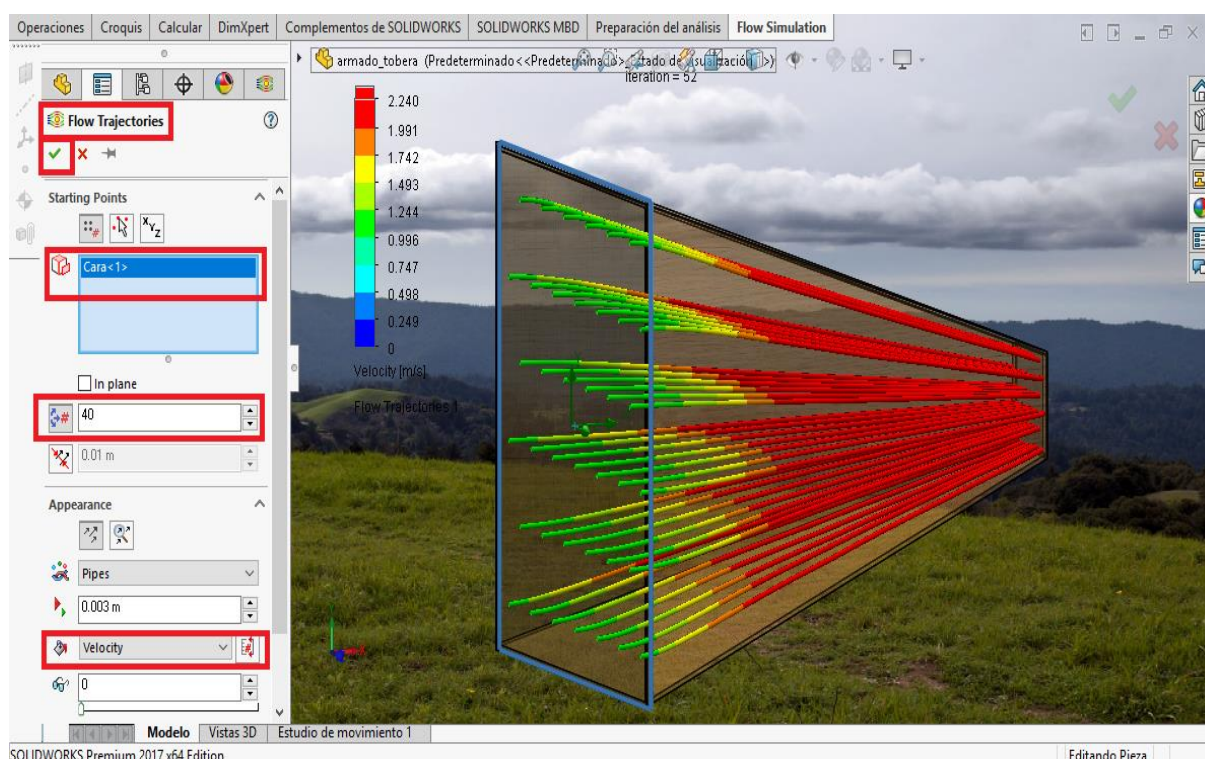 Operaciones Croquis Calcular DimXpert Complementos de SOLIDWORKS SOLIDWORKS MBD Preparación del análisis Flow Simulation
armado_tobera (Predeterminado<<Predetermina
Iteration = 52
Flow Trajectories
Starting Points
X Y Z
Cara<1>
In plane
40
0.01 m
Appearance
Pipes
0.003 m
Velocity
0
2.240
1.991
1.742
1.493
1.244
0.996
0.747
0.498
0.249
0
Velocity [m/s]
Flow Trajectories 1
Modelo Vistas 3D Estudio de movimiento 1
SOLIDWORKS Premium 2017 x64 Edition Editando Pieza